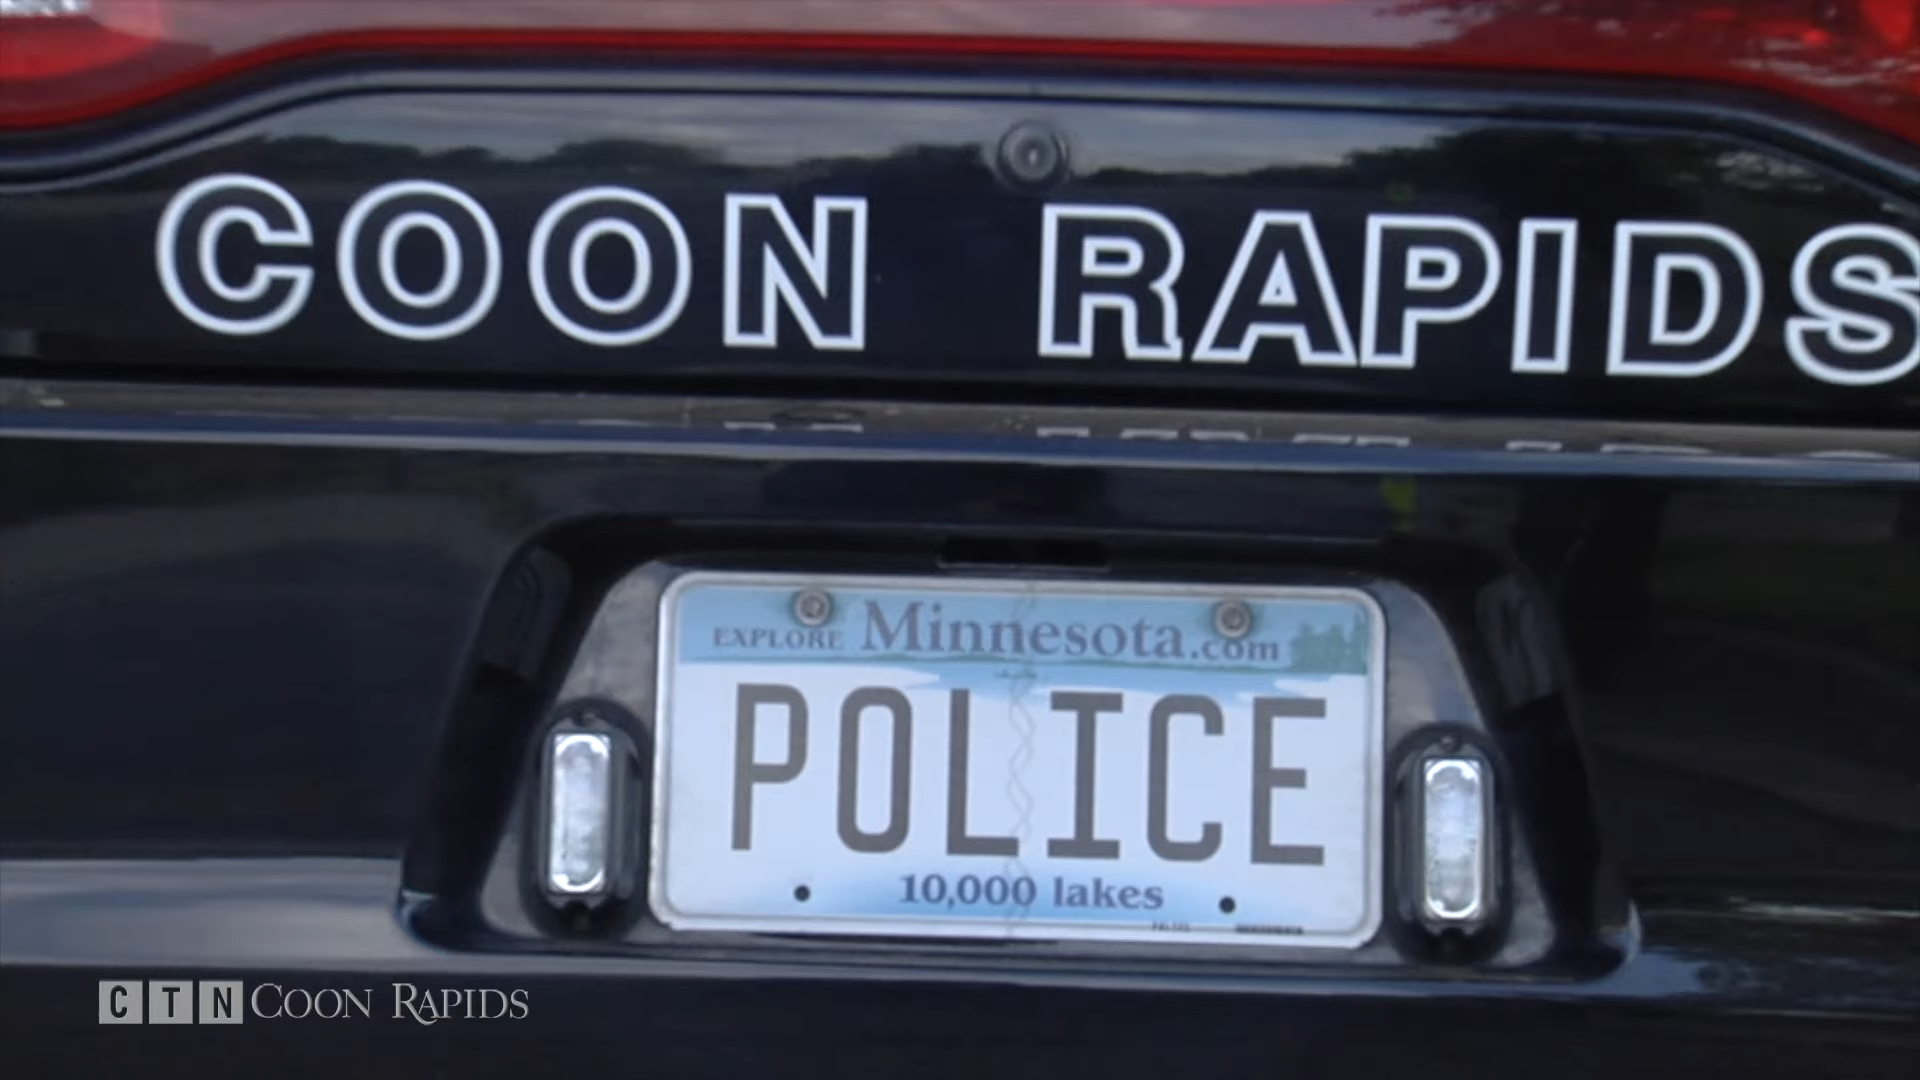 COON RAPIDS
EXPLORE Minnesota.com
POLICE
10,000 lakes
CTN COON RAPIDS